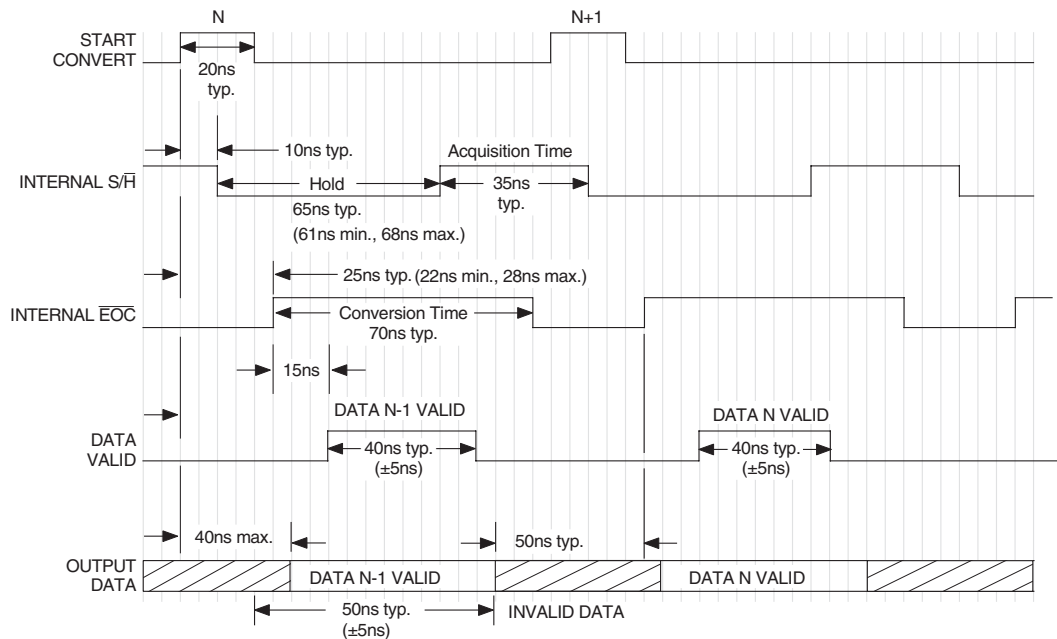 N
N+1
START
CONVERT
20ns
typ.
10ns typ.
Acquisition Time
INTERNAL S/H̅
Hold
35ns
typ.
65ns typ.
(61ns min., 68ns max.)
25ns typ. (22ns min., 28ns max.)
INTERNAL E̅O̅C̅
Conversion Time
70ns typ.
15ns
DATA N-1 VALID
DATA N VALID
DATA
VALID
40ns typ.
(±5ns)
40ns typ.
(±5ns)
40ns max.
50ns typ.
OUTPUT
DATA
DATA N-1 VALID
DATA N VALID
50ns typ.
(±5ns)
INVALID DATA